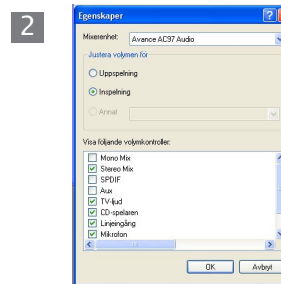 2
Egenskaper
Mixerenhet: Avance AC97 Audio
Justera volymen för
Uppspelning
Inspelning
Annat
Visa följande volymkontroller:
Mono Mix
Stereo Mix
SPDIF
Aux
TV-ljud
CD-spelaren
Linjeingång
Mikrofon
OK Avbryt